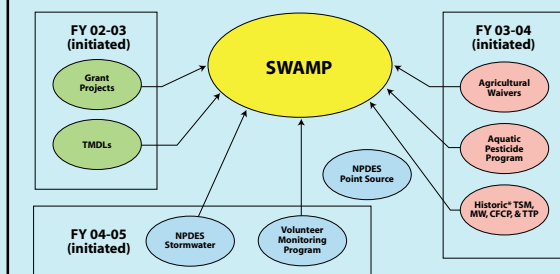 FY 02-03
(initiated)
Grant
Projects
TMDLs
SWAMP
FY 03-04
(initiated)
Agricultural
Waivers
Aquatic
Pesticide
Program
Historic* TSM,
MW, CFCP, & TTP
NPDES
Point Source
FY 04-05
(initiated)
NPDES
Stormwater
Volunteer
Monitoring
Program